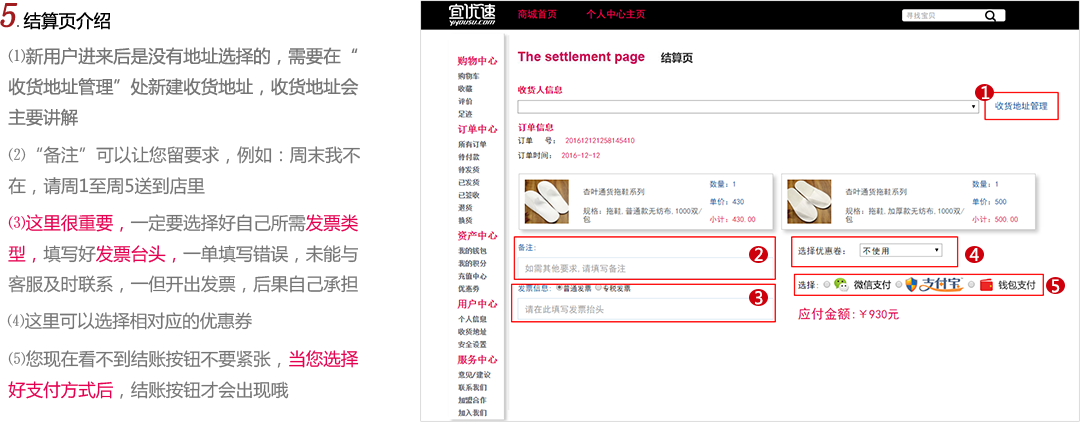 5.结算页介绍
⑴新用户进来后是没有地址选择的，需要在“
收货地址管理”处新建收货地址，收货地址会
主要讲解
⑵“备注”可以让您留要求，例如：周末我不
在，请周1至周5送到店里
⑶这里很重要，一定要选择好自己所需发票类
型，填写好发票台头，一单填写错误，未能与
客服及时联系，一但开出发票，后果自己承担
⑷这里可以选择相对应的优惠券
⑸您现在看不到结账按钮不要紧张，当您选择
好支付方式后，结账按钮才会出现哦
宜优速
YIYOUSU.COM
商城首页
个人中心主页
寻找宝贝
购物中心
购物车
收藏
评价
足迹
订单中心
所有订单
待付款
待发货
已发货
已签收
退货
换货
资产中心
我的钱包
我的积分
充值中心
优惠券
用户中心
个人信息
收货地址
安全设置
服务中心
意见/建议
联系我们
加盟合作
加入我们
The settlement page 结算页
收货人信息
1
收货地址管理
订单信息
订单 号： 201612121258145410
订单时间： 2016-12-12
杏叶通货拖鞋系列
规格：拖鞋,普通款无纺布,1000双/
包
数量：1
单价：430
小计：430.00
杏叶通货拖鞋系列
规格：拖鞋,加厚款无纺布,1000双/
包
数量：1
单价：500
小计：500.00
备注：
2
如需其他要求,请填写备注
发票信息：普通发票 专税发票
3
请在此填写发票抬头
选择优惠卷： 不使用
4
选择： 微信支付 支付宝 钱包支付
5
应付金额：￥930元